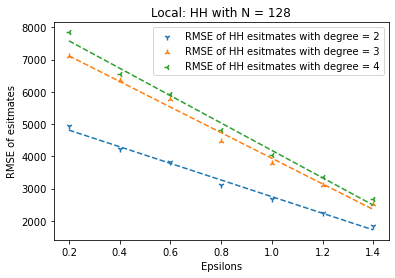 Local: HH with N = 128
RMSE of HH esitmates with degree = 2
RMSE of HH esitmates with degree = 3
RMSE of HH esitmates with degree = 4
RMSE of esitmates
8000
7000
6000
5000
4000
3000
2000
0.2 0.4 0.6 0.8 1.0 1.2 1.4
Epsilons